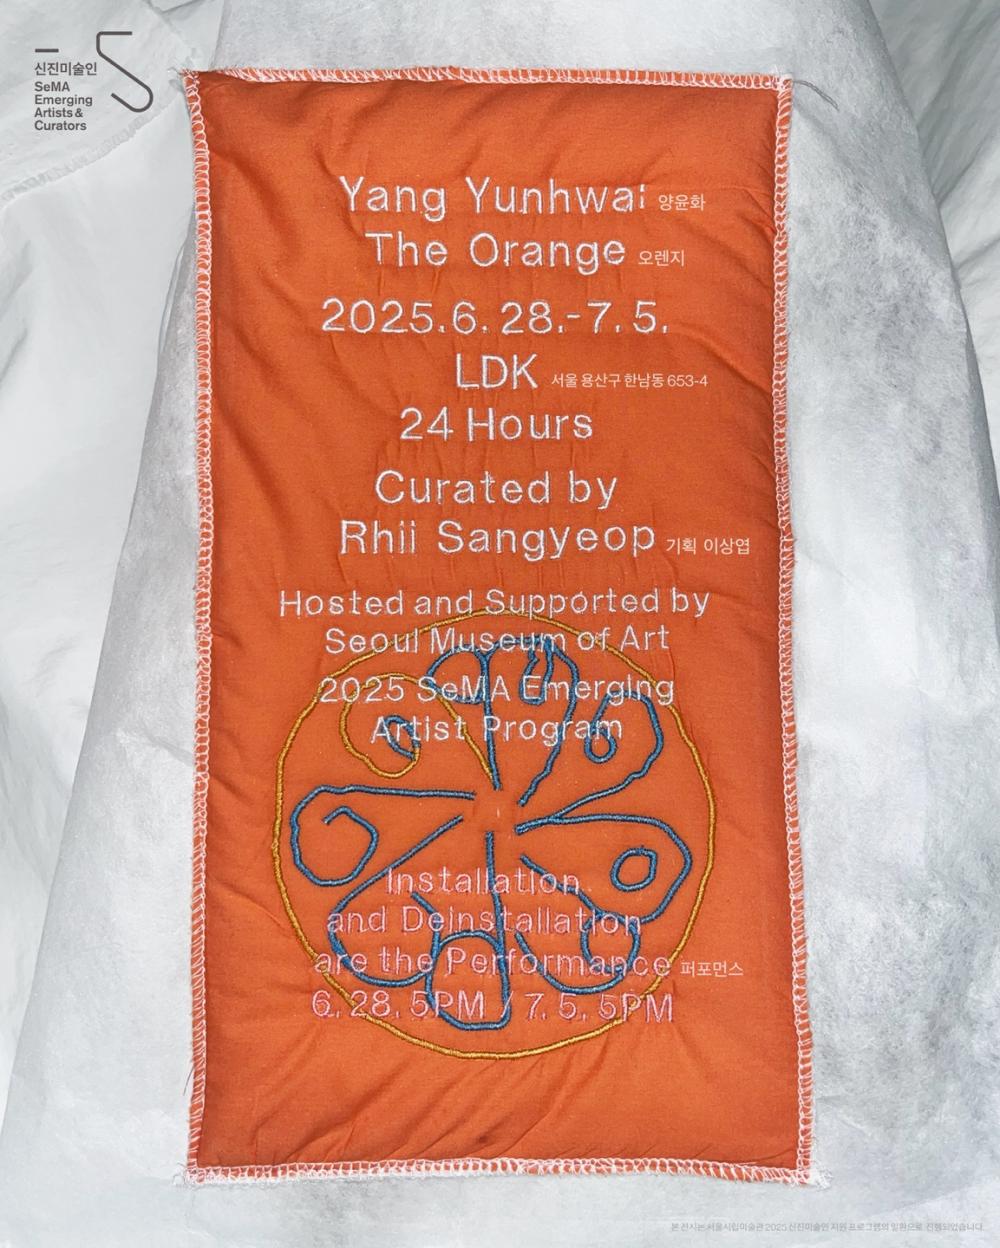 신진미술인
SeMA
Emerging
Artists &
Curators
Yang Yunhwai 양윤화
The Orange 오렌지
2025.6.28.-7.5.
LDK 서울 용산구 한남동 653-4
24 Hours
Curated by
Rhii Sangyeop 기획 이상엽
Hosted and Supported by
Seoul Museum of Art
2025 SeMA Emerging
Artist Program
Installation
and Deinstallation
are the Performance 퍼포먼스
6.28. 5PM / 7.5. 5PM
본 전시는 서울시립미술관 2025 신진미술인 지원 프로그램의 일환으로 진행되었습니다.